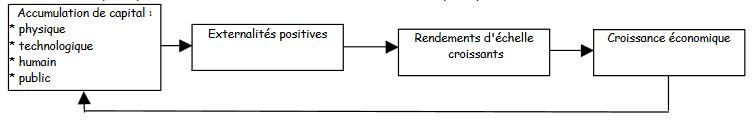 Accumulation de capital :
* physique
* technologique
* humain
* public
Externalités positives
Rendements d'échelle
croissants
Croissance économique